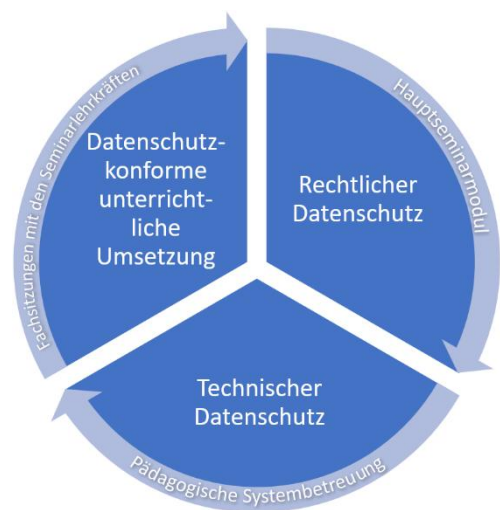 Fachsitzungen mit den Seminarlehrkräften
Datenschutz-
konforme
unterricht-
liche
Umsetzung
Hauptseminarmodul
Rechtlicher
Datenschutz
Technischer
Datenschutz
Pädagogische Systembetreuung